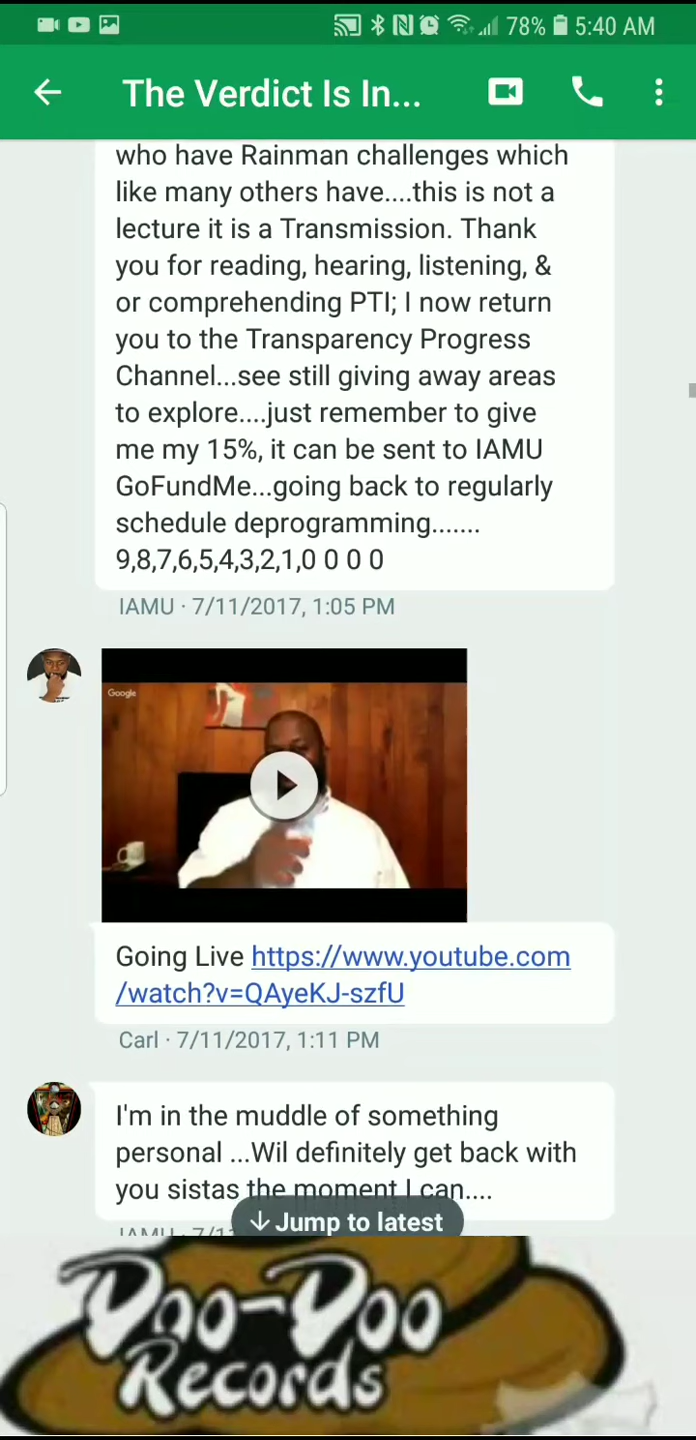 78% 5:40 AM
The Verdict Is In...
who have Rainman challenges which
like many others have....this is not a
lecture it is a Transmission. Thank
you for reading, hearing, listening, &
or comprehending PTI; I now return
you to the Transparency Progress
Channel...see still giving away areas
to explore....just remember to give
me my 15%, it can be sent to IAMU
GoFundMe...going back to regularly
schedule deprogramming.......
9,8,7,6,5,4,3,2,1,0 0 0 0
IAMU · 7/11/2017, 1:05 PM
Google
Going Live https://www.youtube.com
/watch?v=QAyeKJ-szfU
Carl · 7/11/2017, 1:11 PM
I'm in the muddle of something
personal ...Wil definitely get back with
you sistas the moment I can....
↓ Jump to latest
IAMU
Doo-Doo
Records